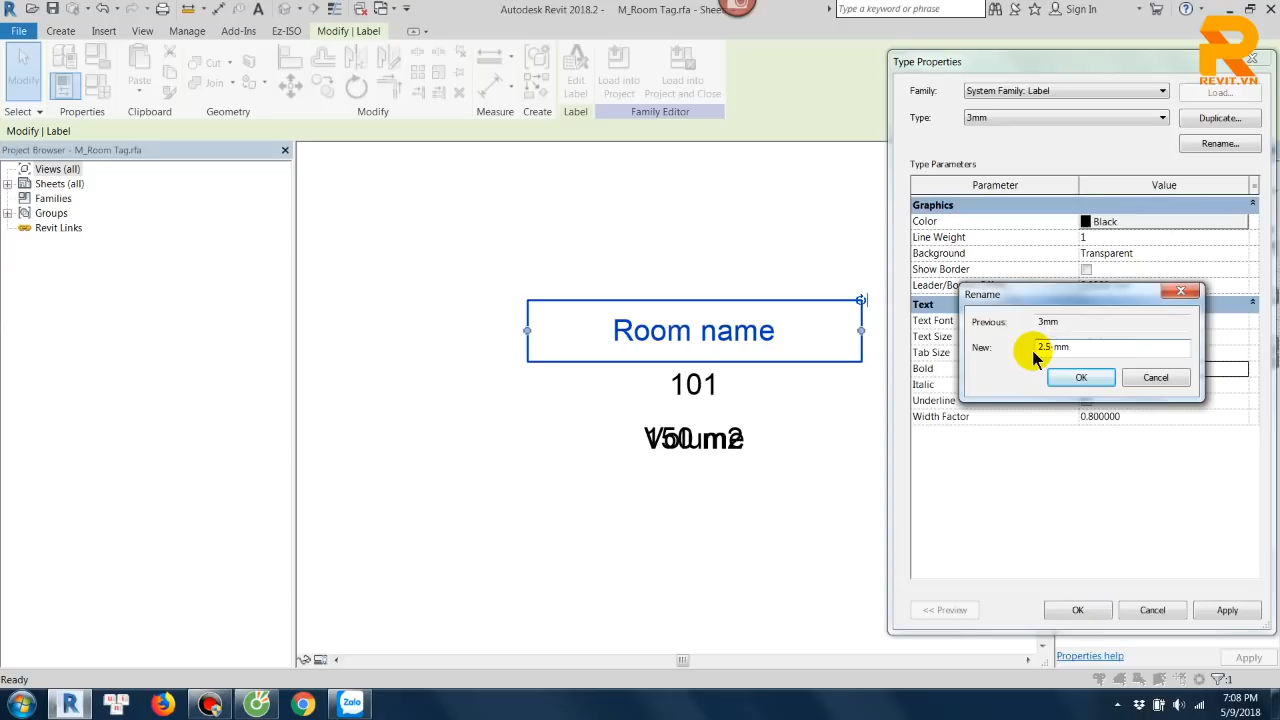 Autodesk Revit 2018.2 - M_Room Tag.rfa - Shee
Type a keyword or phrase
Sign In
File Create Insert View Manage Add-Ins Ez-ISO Modify | Label
Modify
Paste
Cut
Join
Edit Label
Load into Project
Load into Project and Close
Select Properties Clipboard Geometry Modify Measure Create Label Family Editor
Modify | Label
Project Browser - M_Room Tag.rfa
Views (all)
Sheets (all)
Families
Groups
Revit Links
Room name
101
Volume
150 m2
REVIT.VN
Type Properties
Family: System Family: Label Load...
Type: 3mm Duplicate...
Rename...
Type Parameters
Parameter Value
Graphics
Color Black
Line Weight 1
Background Transparent
Show Border
Rename
Previous: 3mm
New: 2.5 mm
OK Cancel
Text
Text Font
Text Size
Tab Size
Bold
Italic
Underline
Width Factor 0.800000
<< Preview OK Cancel Apply
Properties help Apply
Ready
:1
Zalo
7:08 PM
5/9/2018